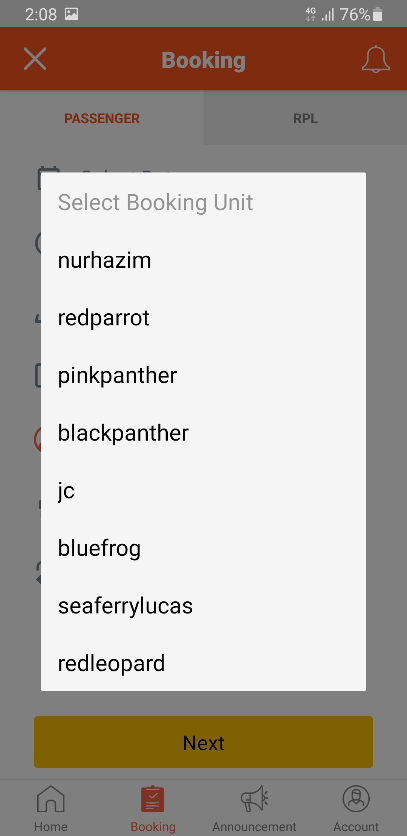 2:08
4G
76%
Booking
PASSENGER
RPL
Select Booking Unit
nurhazim
redparrot
pinkpanther
blackpanther
jc
bluefrog
seaferrylucas
redleopard
Next
Home
Booking
Announcement
Account